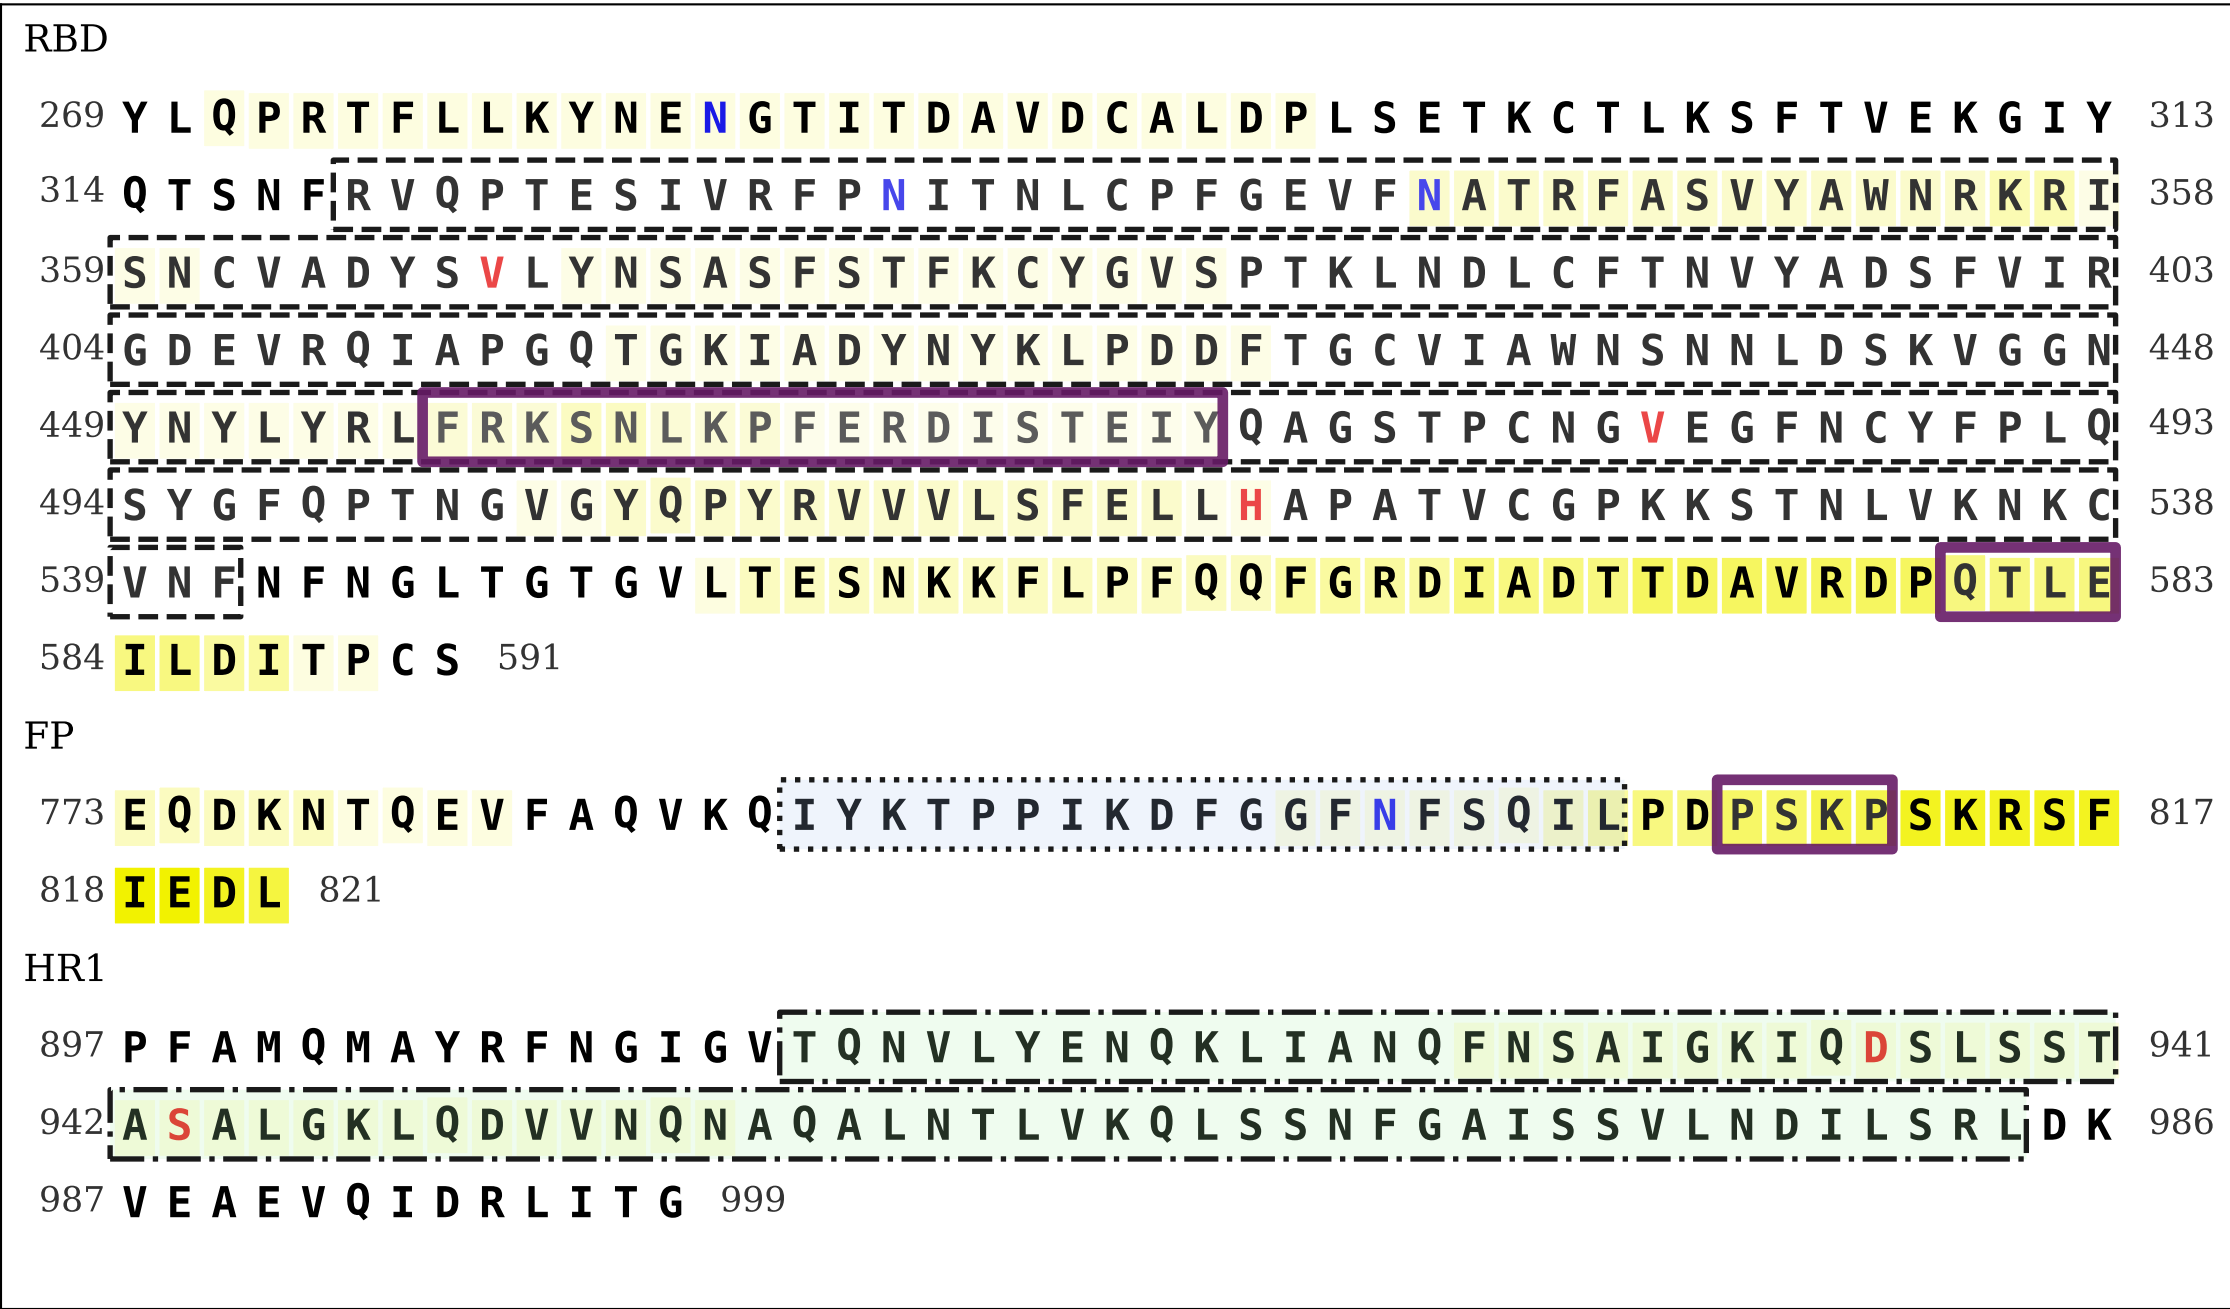 RBD
269 Y L Q P R T F L L K Y N E N G T I T D A V D C A L D P L S E T K C T L K S F T V E K G I Y 313
314 Q T S N F R V Q P T E S I V R F P N I T N L C P F G E V F N A T R F A S V Y A W N R K R I 358
359 S N C V A D Y S V L Y N S A S F S T F K C Y G V S P T K L N D L C F T N V Y A D S F V I R 403
404 G D E V R Q I A P G Q T G K I A D Y N Y K L P D D F T G C V I A W N S N N L D S K V G G N 448
449 Y N Y L Y R L F R K S N L K P F E R D I S T E I Y Q A G S T P C N G V E G F N C Y F P L Q 493
494 S Y G F Q P T N G V G Y Q P Y R V V V L S F E L L H A P A T V C G P K K S T N L V K N K C 538
539 V N F N F N G L T G T G V L T E S N K K F L P F Q Q F G R D I A D T T D A V R D P Q T L E 583
584 I L D I T P C S 591
FP
773 E Q D K N T Q E V F A Q V K Q I Y K T P P I K D F G G F N F S Q I L P D P S K P S K R S F 817
818 I E D L 821
HR1
897 P F A M Q M A Y R F N G I G V T Q N V L Y E N Q K L I A N Q F N S A I G K I Q D S L S S T 941
942 A S A L G K L Q D V V N Q N A Q A L N T L V K Q L S S N F G A I S S V L N D I L S R L D K 986
987 V E A E V Q I D R L I T G 999